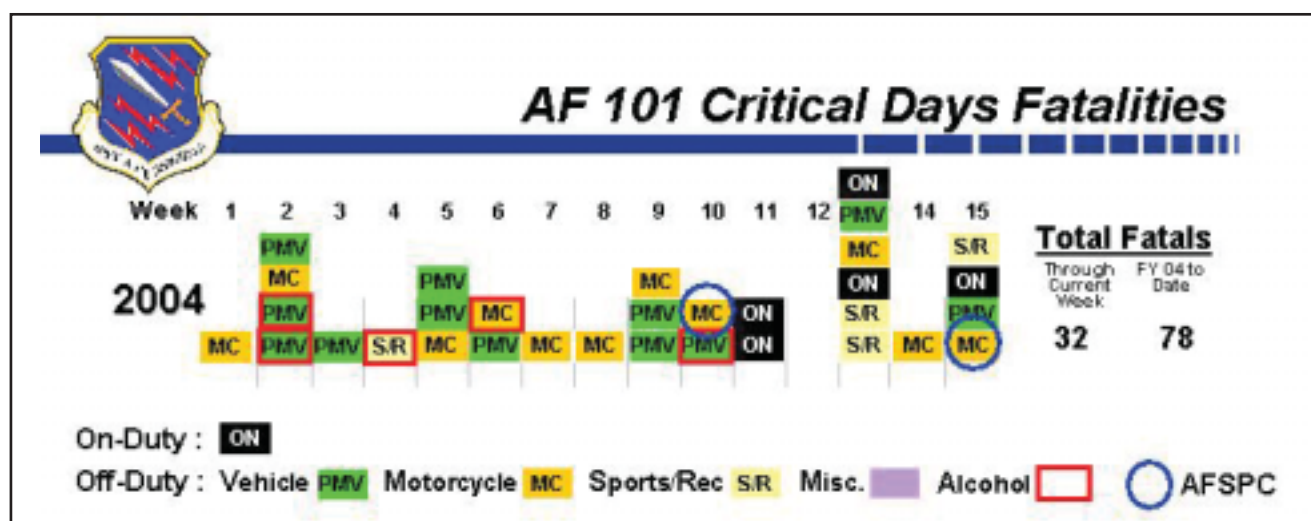 AF 101 Critical Days Fatalities
ON
Week 1 2 3 4 5 6 7 8 9 10 11 12 PMV 14 15
PMV MC S/R Total Fatals
MC PMV MC ON Through Current Week FY 04 to Date
2004 PMV PMV MC PMV MC ON S/R PMV 32 78
MC PMV PMV S/R MC PMV MC MC PMV PMV ON S/R MC MC
On-Duty : ON
Off-Duty : Vehicle PMV Motorcycle MC Sports/Rec S/R Misc. Alcohol AFSPC